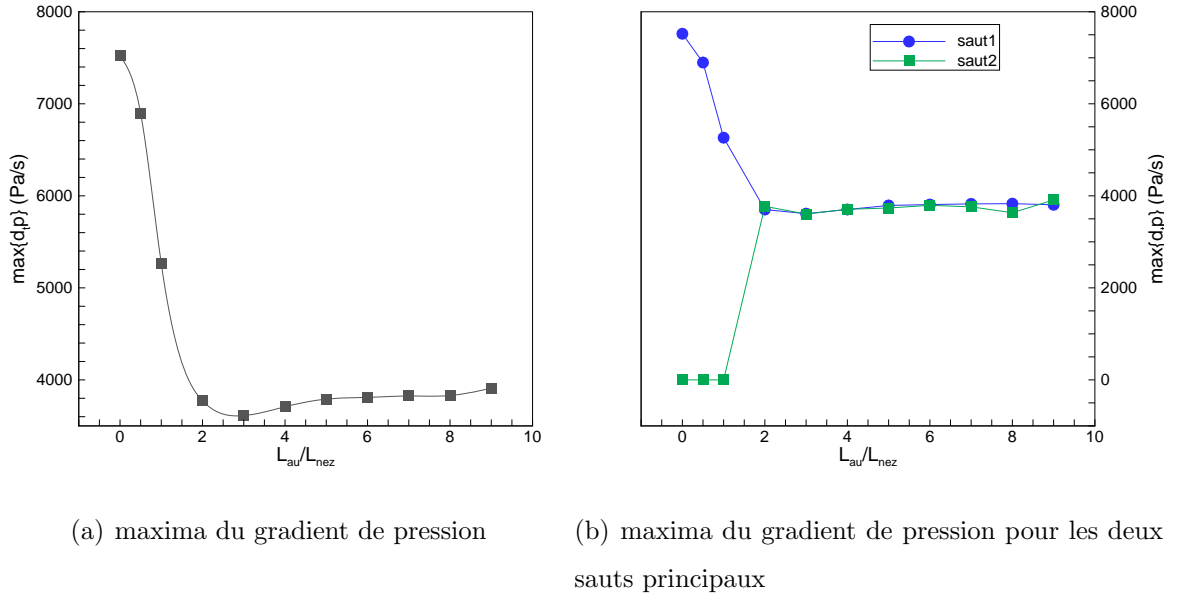 8000
7000
6000
5000
4000
max{dₜp} (Pa/s)
0
2
4
6
8
10
L_au/L_nez
saut1
saut2
8000
6000
4000
2000
0
max{dₜp} (Pa/s)
0
2
4
6
8
10
L_au/L_nez
(a) maxima du gradient de pression
(b) maxima du gradient de pression pour les deux
sauts principaux